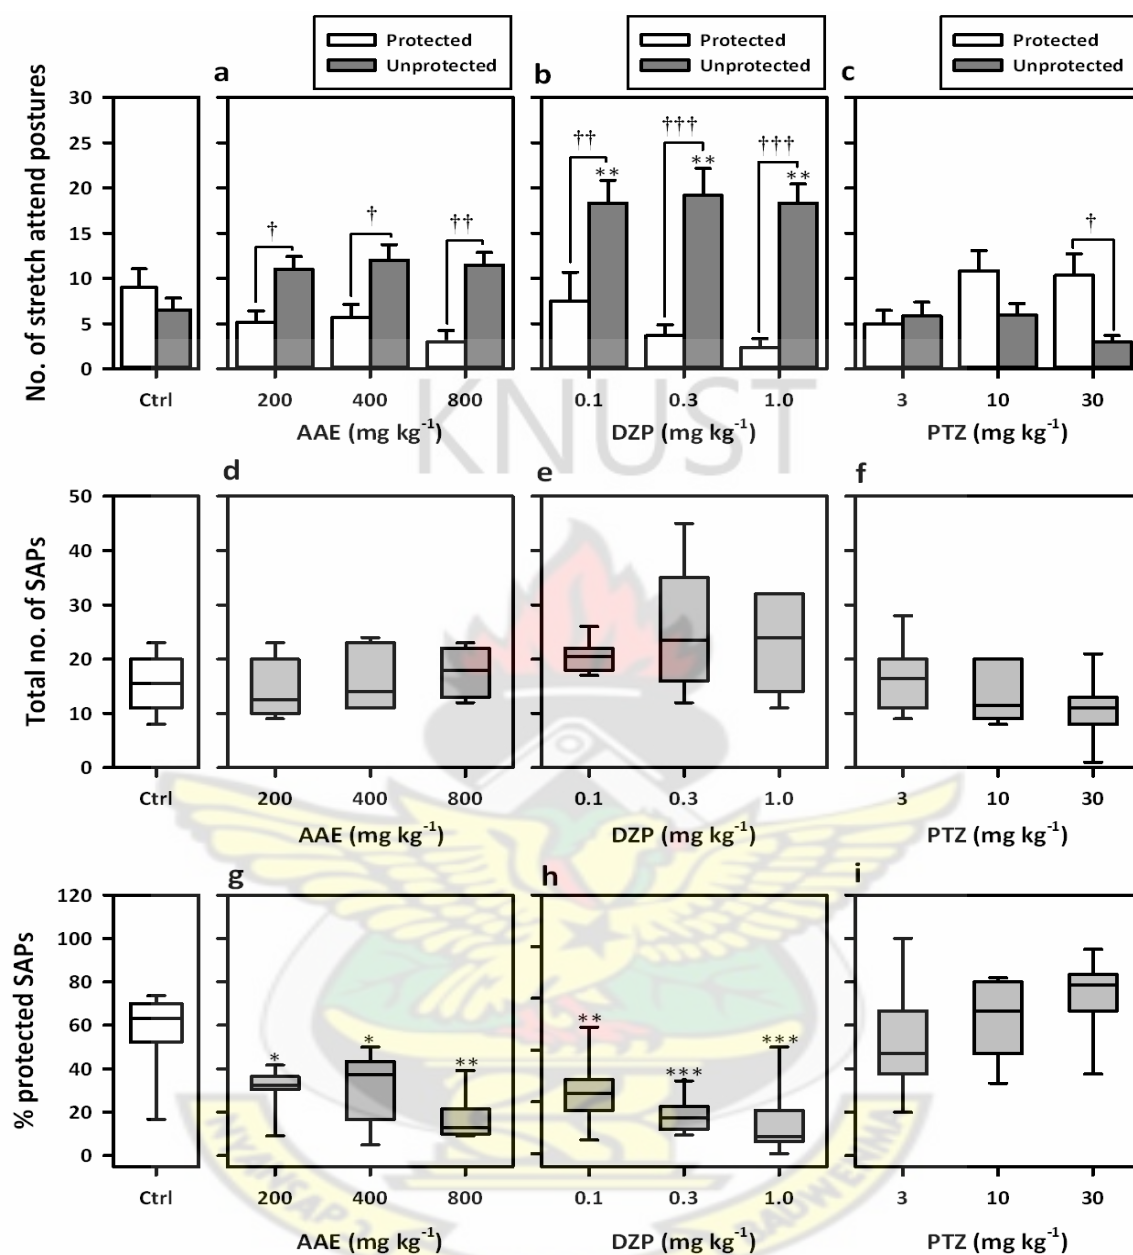 Protected
Unprotected
Protected
Unprotected
Protected
Unprotected
a
b
c
No. of stretch attend postures
30
25
20
15
10
5
0
†
†
††
††
**
†††
**
†††
**
†
Ctrl
200
400
800
0.1
0.3
1.0
3
10
30
AAE (mg kg⁻¹)
DZP (mg kg⁻¹)
PTZ (mg kg⁻¹)
KNUST
d
e
f
Total no. of SAPs
50
40
30
20
10
0
Ctrl
200
400
800
0.1
0.3
1.0
3
10
30
AAE (mg kg⁻¹)
DZP (mg kg⁻¹)
PTZ (mg kg⁻¹)
g
h
i
% protected SAPs
120
100
80
60
40
20
0
*
*
**
**
***
***
Ctrl
200
400
800
0.1
0.3
1.0
3
10
30
AAE (mg kg⁻¹)
DZP (mg kg⁻¹)
PTZ (mg kg⁻¹)